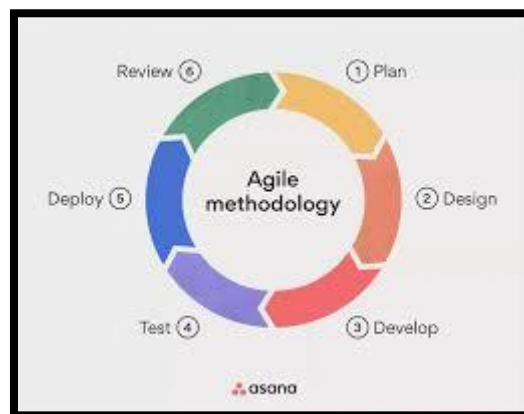 Agile
methodology
1 Plan
2 Design
3 Develop
Test 4
Deploy 5
Review 6
asana